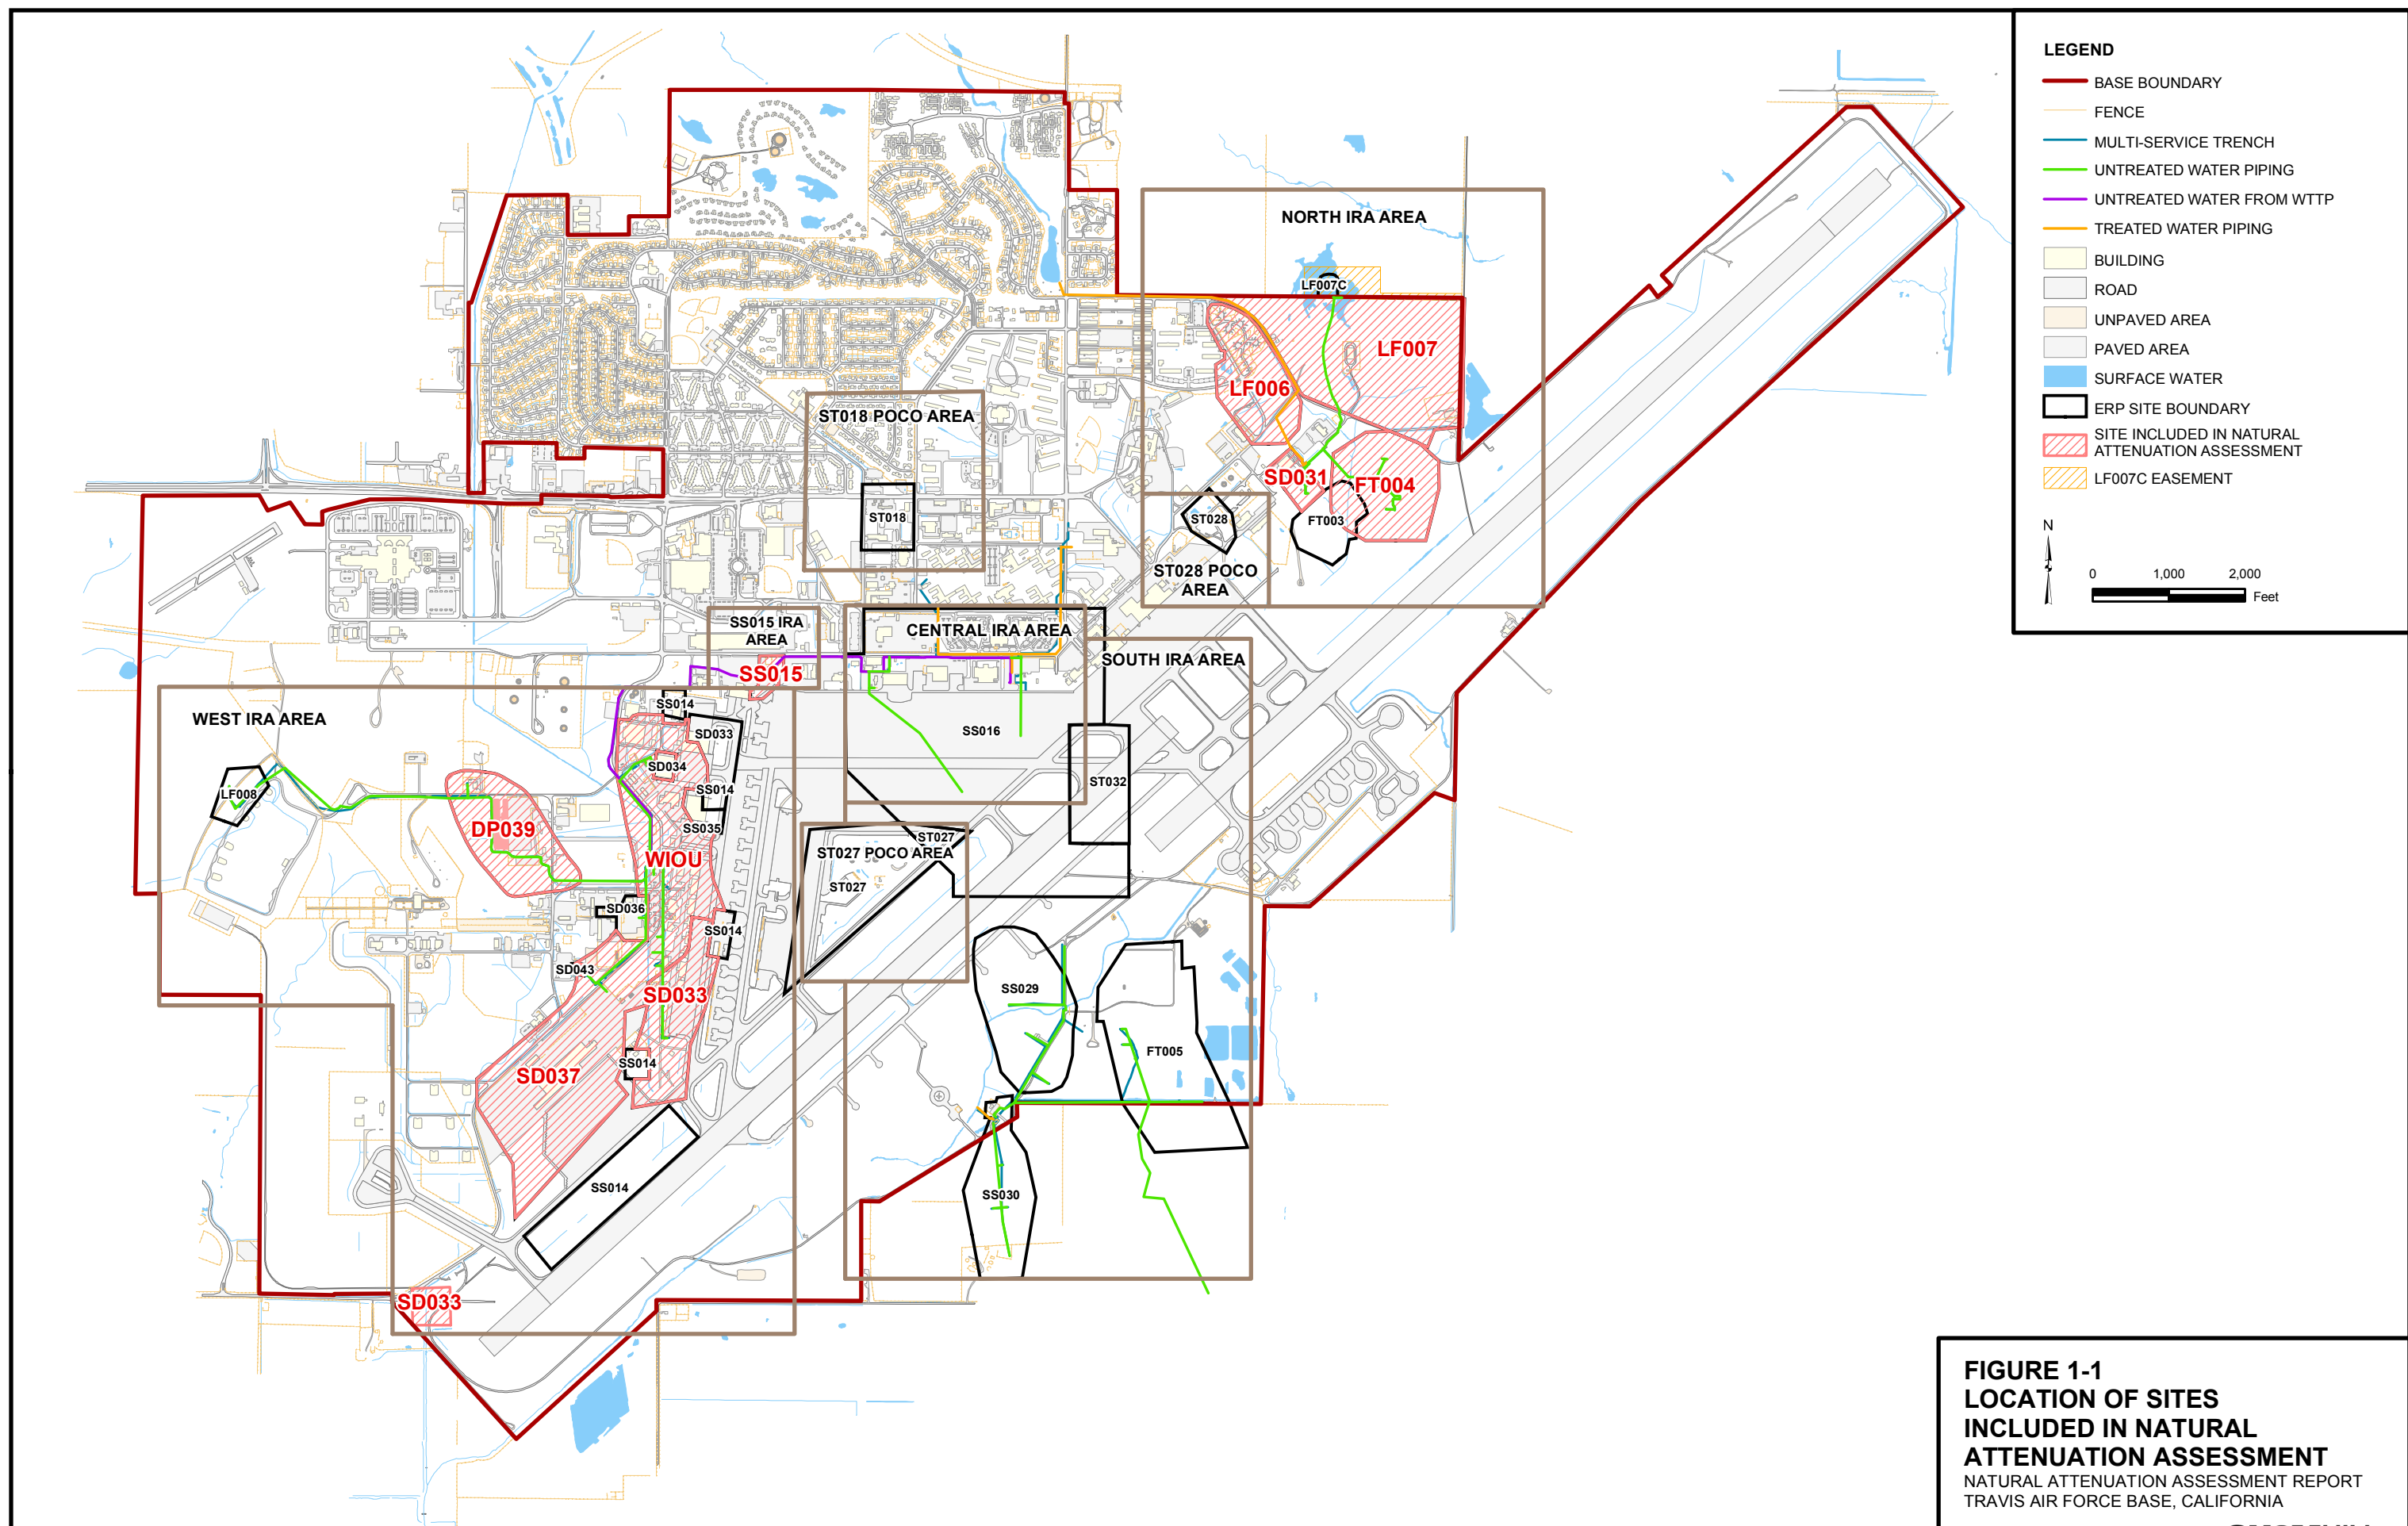 LEGEND
BASE BOUNDARY
FENCE
MULTI-SERVICE TRENCH
UNTREATED WATER PIPING
UNTREATED WATER FROM WTTP
TREATED WATER PIPING
BUILDING
ROAD
UNPAVED AREA
PAVED AREA
SURFACE WATER
ERP SITE BOUNDARY
SITE INCLUDED IN NATURAL
ATTENUATION ASSESSMENT
LF007C EASEMENT
N
0 1,000 2,000
Feet
NORTH IRA AREA
LF007C
LF007
LF006
ST018 POCO AREA
SD031
FT004
ST018
ST028
FT003
ST028 POCO
AREA
SS015 IRA
AREA
CENTRAL IRA AREA
SOUTH IRA AREA
SS015
WEST IRA AREA
SS014
SD033
SS016
SD034
ST032
LF008
SS014
DP039
SS035
ST027
WIOU
ST027 POCO AREA
ST027
SD036
SS014
SD043
SD033
SS029
FT005
SS014
SD037
SS014
SS030
SD033
FIGURE 1-1
LOCATION OF SITES
INCLUDED IN NATURAL
ATTENUATION ASSESSMENT
NATURAL ATTENUATION ASSESSMENT REPORT
TRAVIS AIR FORCE BASE, CALIFORNIA